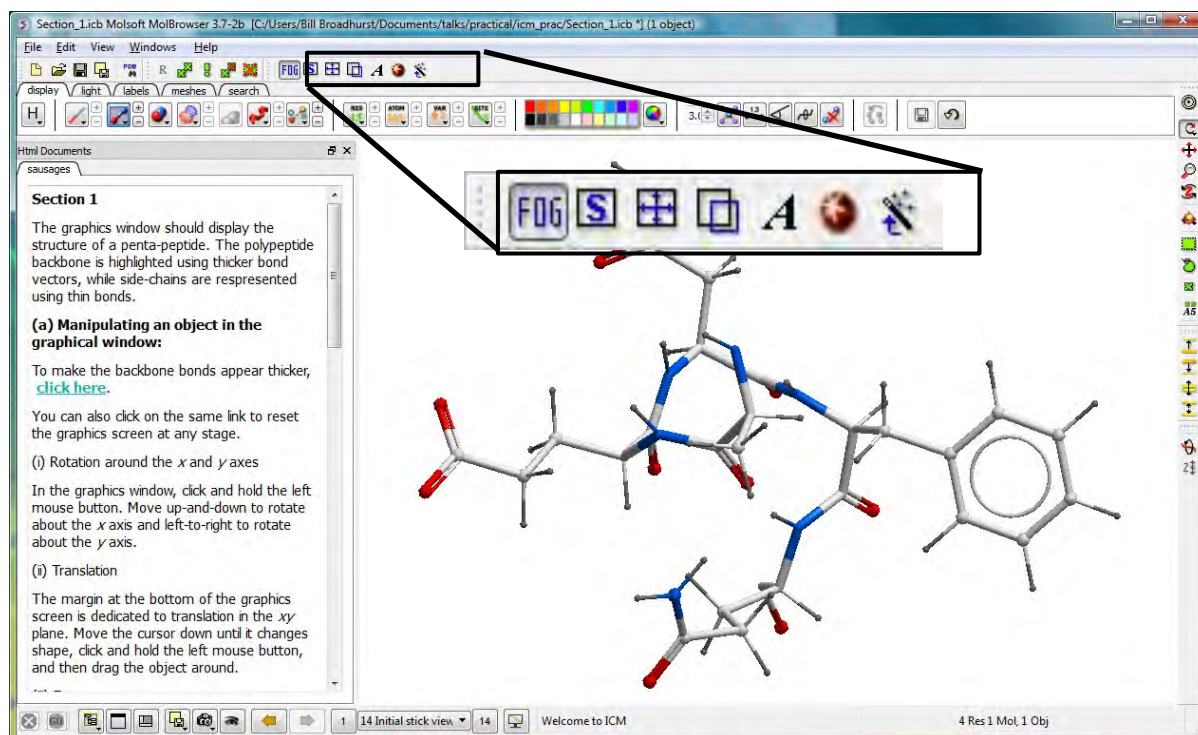 Section_1.icb Molsoft MolBrowser 3.7-2b [C:/Users/Bill Broadhurst/Documents/talks/practical/icm_prac/Section_1.icb *] (1 object)
File Edit View Windows Help
R FOG S A
display light labels meshes search
H RES ATOM VAR SITE
Html Documents
sausages
Section 1
The graphics window should display the
structure of a penta-peptide. The polypeptide
backbone is highlighted using thicker bond
vectors, while side-chains are respresented
using thin bonds.
(a) Manipulating an object in the
graphical window:
To make the backbone bonds appear thicker,
click here.
You can also click on the same link to reset
the graphics screen at any stage.
(i) Rotation around the x and y axes
In the graphics window, click and hold the left
mouse button. Move up-and-down to rotate
about the x axis and left-to-right to rotate
about the y axis.
(ii) Translation
The margin at the bottom of the graphics
screen is dedicated to translation in the xy
plane. Move the cursor down until it changes
shape, click and hold the left mouse button,
and then drag the object around.
FOG S A
A5
GO 1 14 Initial stick view 14 Welcome to ICM 4 Res 1 Mol, 1 Obj